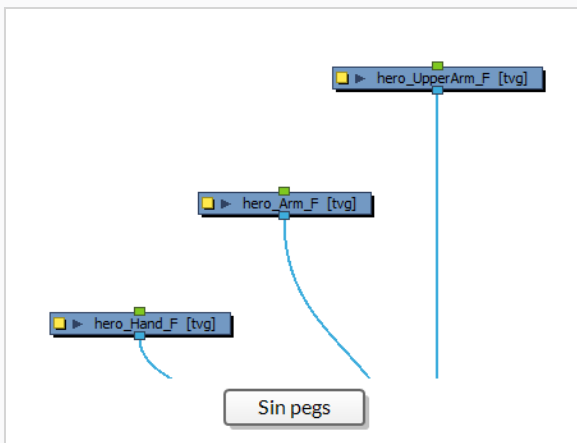 hero_UpperArm_F [tvg]
hero_Arm_F [tvg]
hero_Hand_F [tvg]
Sin pegs